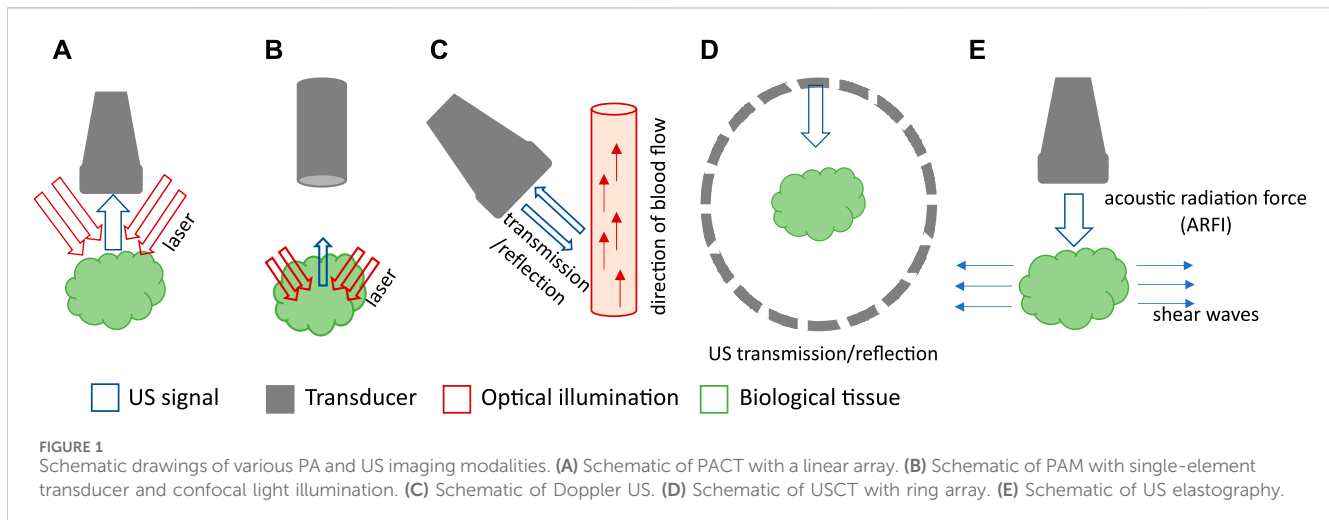 A
B
C
D
E
laser
laser
transmission
/reflection
direction of blood flow
US transmission/reflection
acoustic radiation force
(ARFI)
shear waves
US signal
Transducer
Optical illumination
Biological tissue
FIGURE 1
Schematic drawings of various PA and US imaging modalities. (A) Schematic of PACT with a linear array. (B) Schematic of PAM with single-element
transducer and confocal light illumination. (C) Schematic of Doppler US. (D) Schematic of USCT with ring array. (E) Schematic of US elastography.